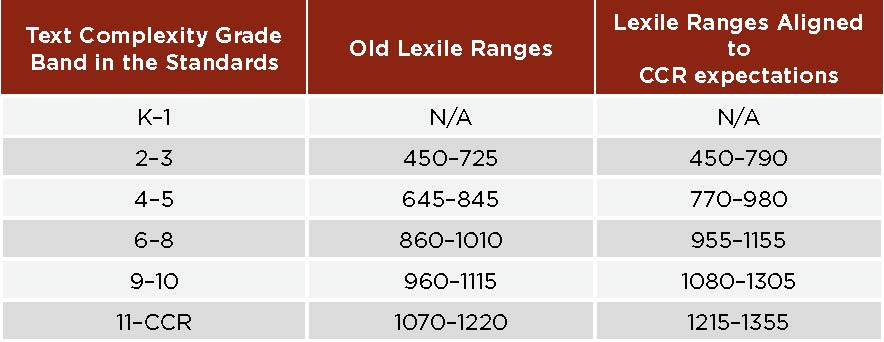 Text Complexity Grade
Band in the Standards
Old Lexile Ranges
Lexile Ranges Aligned
to
CCR expectations
K–1 N/A N/A
2–3 450–725 450–790
4–5 645–845 770–980
6–8 860–1010 955–1155
9–10 960–1115 1080–1305
11–CCR 1070–1220 1215–1355